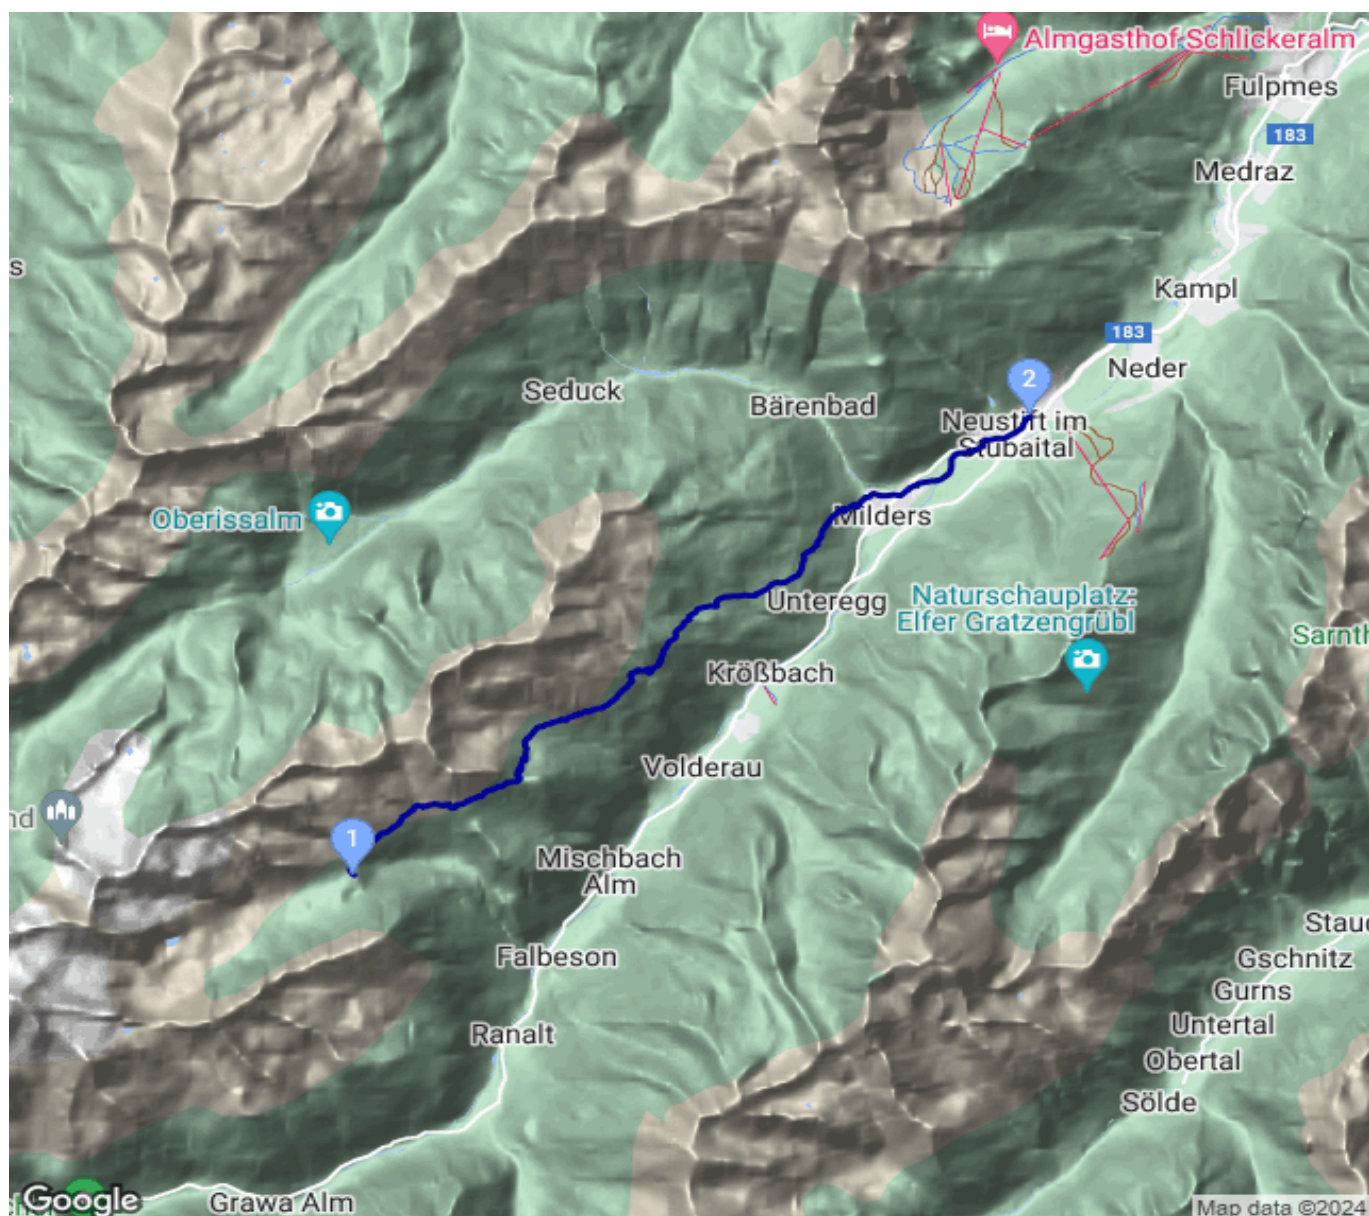 Almgasthof Schlickeralm
Fulpmes
183
Medraz
s
Kampl
183
Neder
2
Seduck
Bärenbad
Neustift im
Stubaital
Oberissalm
Milders
Naturschauplatz:
Elfer Gratzengrübl
Unteregg
Sarnth
Krößbach
Volderau
nd
1
Mischbach
Alm
Stauc
Falbeson
Gschnitz
Gurns
Ranalt
Untertal
Obertal
Sölde
Google
Grawa Alm
Map data ©2024